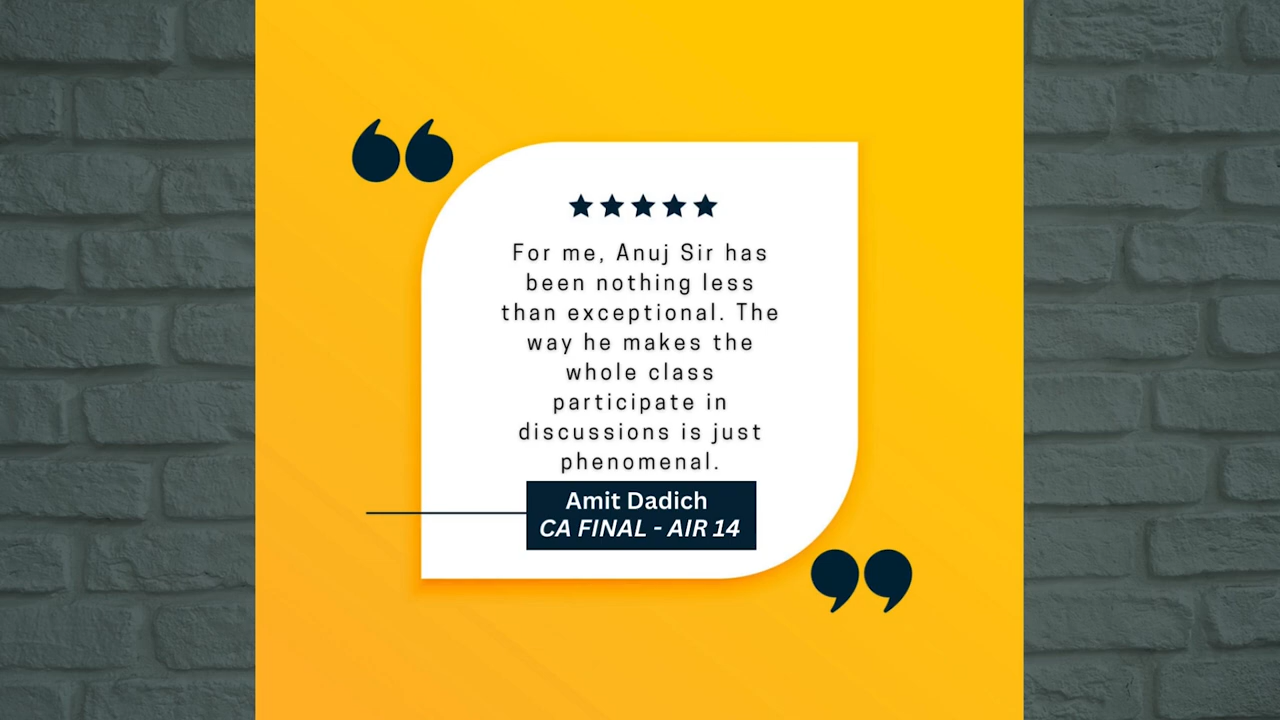 For me, Anuj Sir has
been nothing less
than exceptional. The
way he makes the
whole class
participate in
discussions is just
phenomenal.
Amit Dadich
CA FINAL - AIR 14